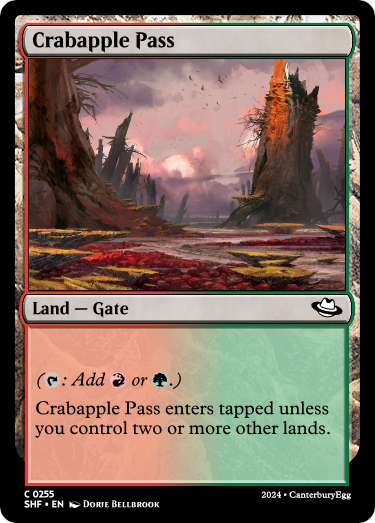 Crabapple Pass
Land — Gate
(: Add  or .)
Crabapple Pass enters tapped unless
you control two or more other lands.
C 0255
SHF • EN Dorje Bellbrook
2024 • CanterburyEgg